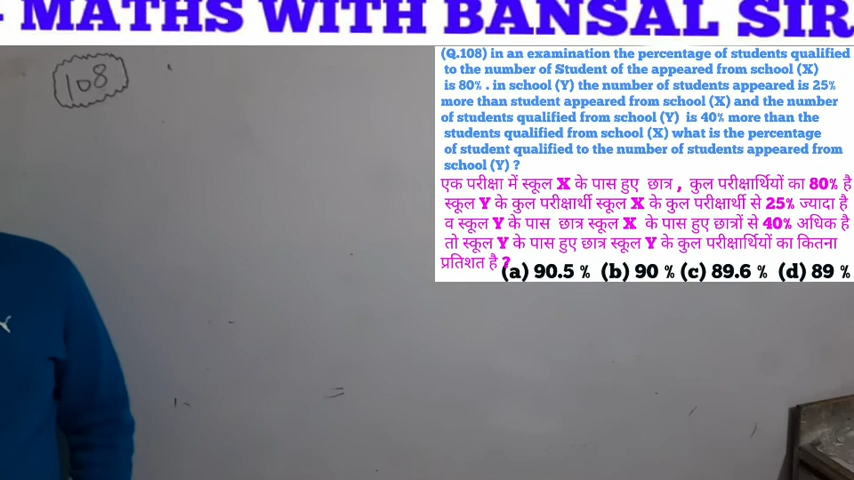 - MATHS WITH BANSAL SIR
108
(Q.108) in an examination the percentage of students qualified
to the number of Student of the appeared from school (X)
is 80% . in school (Y) the number of students appeared is 25%
more than student appeared from school (X) and the number
of students qualified from school (Y) is 40% more than the
students qualified from school (X) what is the percentage
of student qualified to the number of students appeared from
school (Y) ?
एक परीक्षा में स्कूल X के पास हुए छात्र , कुल परीक्षार्थियों का 80% है
स्कूल Y के कुल परीक्षार्थी स्कूल X के कुल परीक्षार्थी से 25% ज्यादा है
व स्कूल Y के पास छात्र स्कूल X के पास हुए छात्रों से 40% अधिक है
तो स्कूल Y के पास हुए छात्र स्कूल Y के कुल परीक्षार्थियों का कितना
प्रतिशत है ?
(a) 90.5 % (b) 90 % (c) 89.6 % (d) 89 %